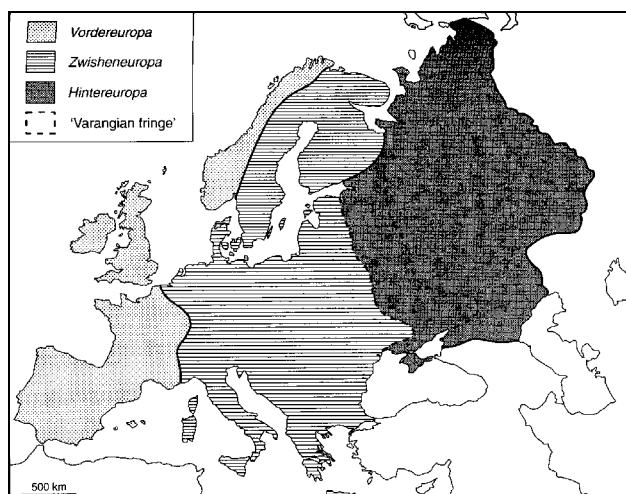 Vordereuropa
Zwisheneuropa
Hintereuropa
‘Varangian fringe’
500 km